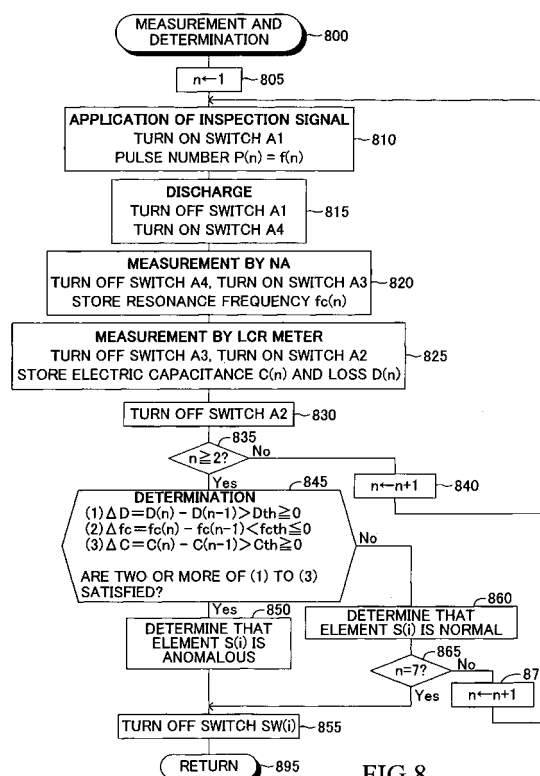 MEASUREMENT AND
DETERMINATION
800
n←1
805
APPLICATION OF INSPECTION SIGNAL
TURN ON SWITCH A1
PULSE NUMBER P(n) = f(n)
810
DISCHARGE
TURN OFF SWITCH A1
TURN ON SWITCH A4
815
MEASUREMENT BY NA
TURN OFF SWITCH A4, TURN ON SWITCH A3
STORE RESONANCE FREQUENCY fc(n)
820
MEASUREMENT BY LCR METER
TURN OFF SWITCH A3, TURN ON SWITCH A2
STORE ELECTRIC CAPACITANCE C(n) AND LOSS D(n)
825
TURN OFF SWITCH A2
830
835
n≧2?
No
Yes
n←n+1
840
845
DETERMINATION
(1)ΔD=D(n) - D(n-1)>Dth≧0
(2)Δfc=fc(n) - fc(n-1)<fcth≦0
(3)ΔC=C(n) - C(n-1)>Cth≧0
ARE TWO OR MORE OF (1) TO (3)
SATISFIED?
No
Yes
850
DETERMINE THAT
ELEMENT S(i) IS
ANOMALOUS
860
DETERMINE THAT
ELEMENT S(i) IS NORMAL
865
n=7?
No
Yes
87
n←n+1
TURN OFF SWITCH SW(i)
855
RETURN
895
FIG.8